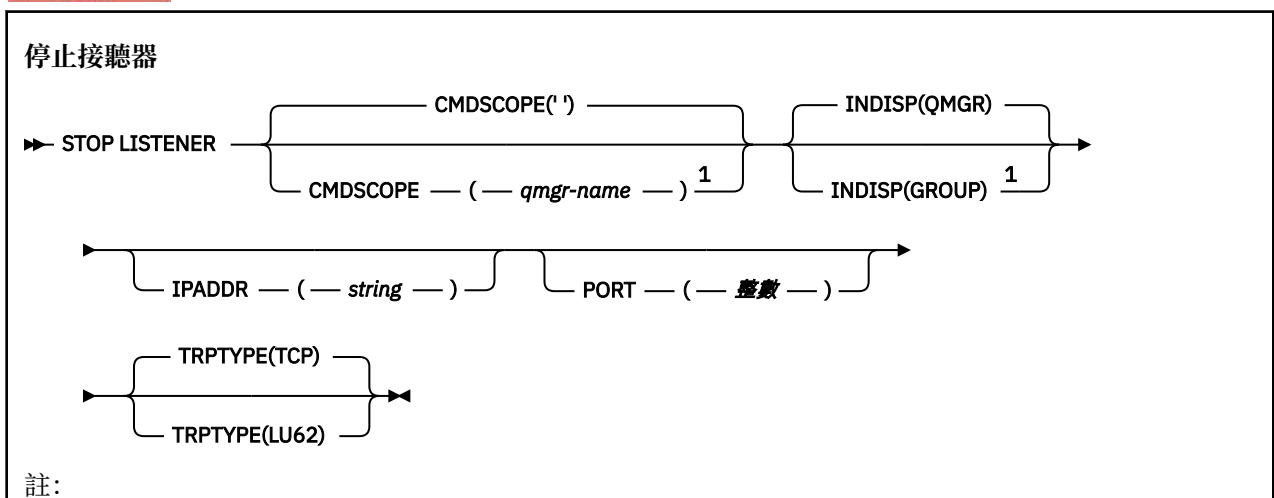 停止接聽器
CMDSCOPE(' ') INDISP(QMGR)
STOP LISTENER
CMDSCOPE ( qmgr-name ) 1 INDISP(GROUP) 1
IPADDR ( string ) PORT ( 整數 )
TRPTYPE(TCP)
TRPTYPE(LU62)
註: